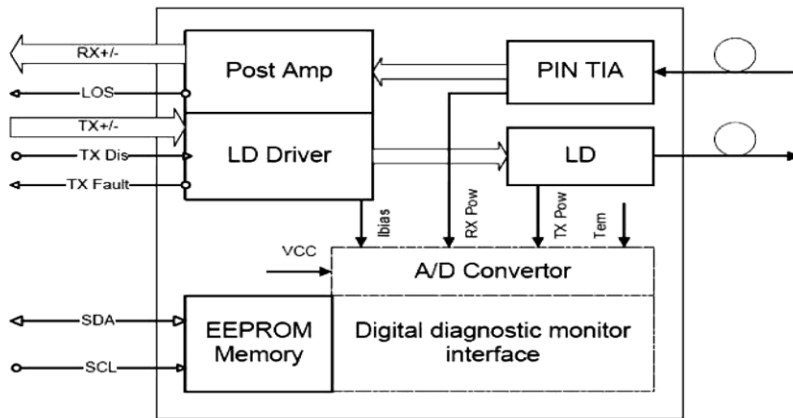 RX+/-
LOS
TX+/-
TX Dis
TX Fault
Post Amp
LD Driver
PIN TIA
LD
Ibias
RX Pow
TX Pow
Tem
VCC
A/D Convertor
SDA
SCL
EEPROM
Memory
Digital diagnostic monitor
interface